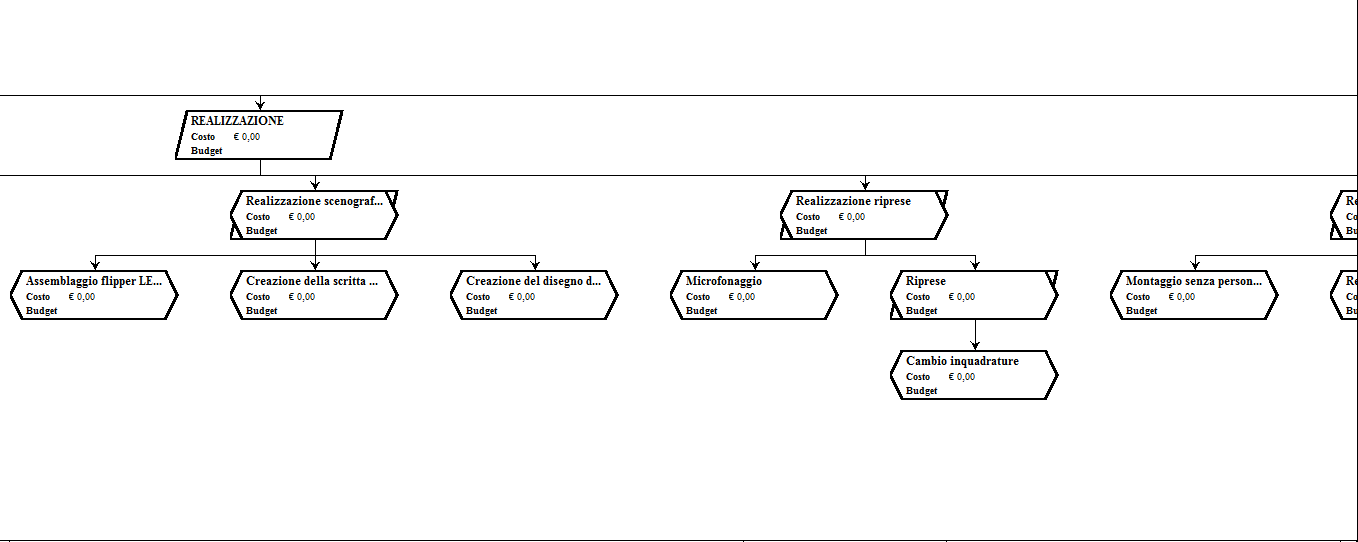 REALIZZAZIONE
Costo € 0,00
Budget
Realizzazione scenograf...
Costo € 0,00
Budget
Realizzazione riprese
Costo € 0,00
Budget
Re
Co
Bu
Assemblaggio flipper LE...
Costo € 0,00
Budget
Creazione della scritta ...
Costo € 0,00
Budget
Creazione del disegno d...
Costo € 0,00
Budget
Microfonaggio
Costo € 0,00
Budget
Riprese
Costo € 0,00
Budget
Montaggio senza person...
Costo € 0,00
Budget
Re
Co
Bu
Cambio inquadrature
Costo € 0,00
Budget